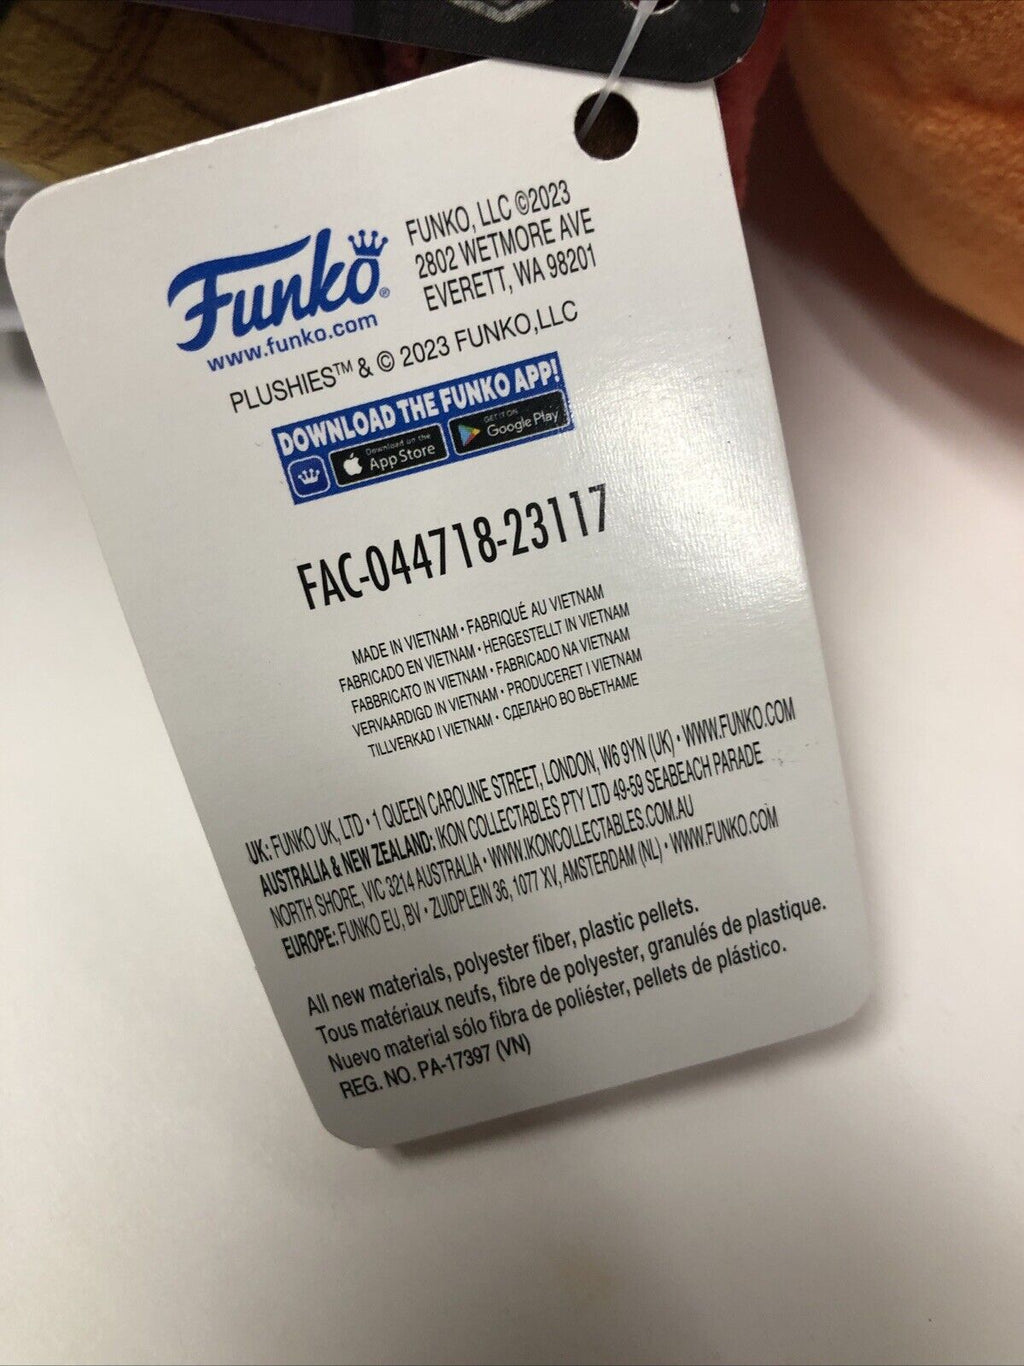 Funko®
www.funko.com
FUNKO, LLC ©2023
2802 WETMORE AVE
EVERETT, WA 98201
PLUSHIES™ & © 2023 FUNKO,LLC
DOWNLOAD THE FUNKO APP!
Download on the
App Store
GET IT ON
Google Play
FAC-044718-23117
MADE IN VIETNAM • FABRIQUÉ AU VIETNAM
FABRICADO EN VIETNAM • HERGESTELLT IN VIETNAM
FABBRICATO IN VIETNAM • FABRICADO NA VIETNAM
VERVAARDIGD IN VIETNAM • PRODUCERET I VIETNAM
TILLVERKAD I VIETNAM • СДЕЛАНО ВО ВЬЕТНАМЕ
UK: FUNKO UK, LTD • 1 QUEEN CAROLINE STREET, LONDON, W6 9YN (UK) • WWW.FUNKO.COM
AUSTRALIA & NEW ZEALAND: IKON COLLECTABLES PTY LTD 49-59 SEABEACH PARADE
NORTH SHORE, VIC 3214 AUSTRALIA • WWW.IKONCOLLECTABLES.COM.AU
EUROPE: FUNKO EU, BV • ZUIDPLEIN 36, 1077 XV, AMSTERDAM (NL) • WWW.FUNKO.COM
All new materials, polyester fiber, plastic pellets.
Tous matériaux neufs, fibre de polyester, granulés de plastique.
Nuevo material sólo fibra de poliéster, pellets de plástico.
REG. NO. PA-17397 (VN)